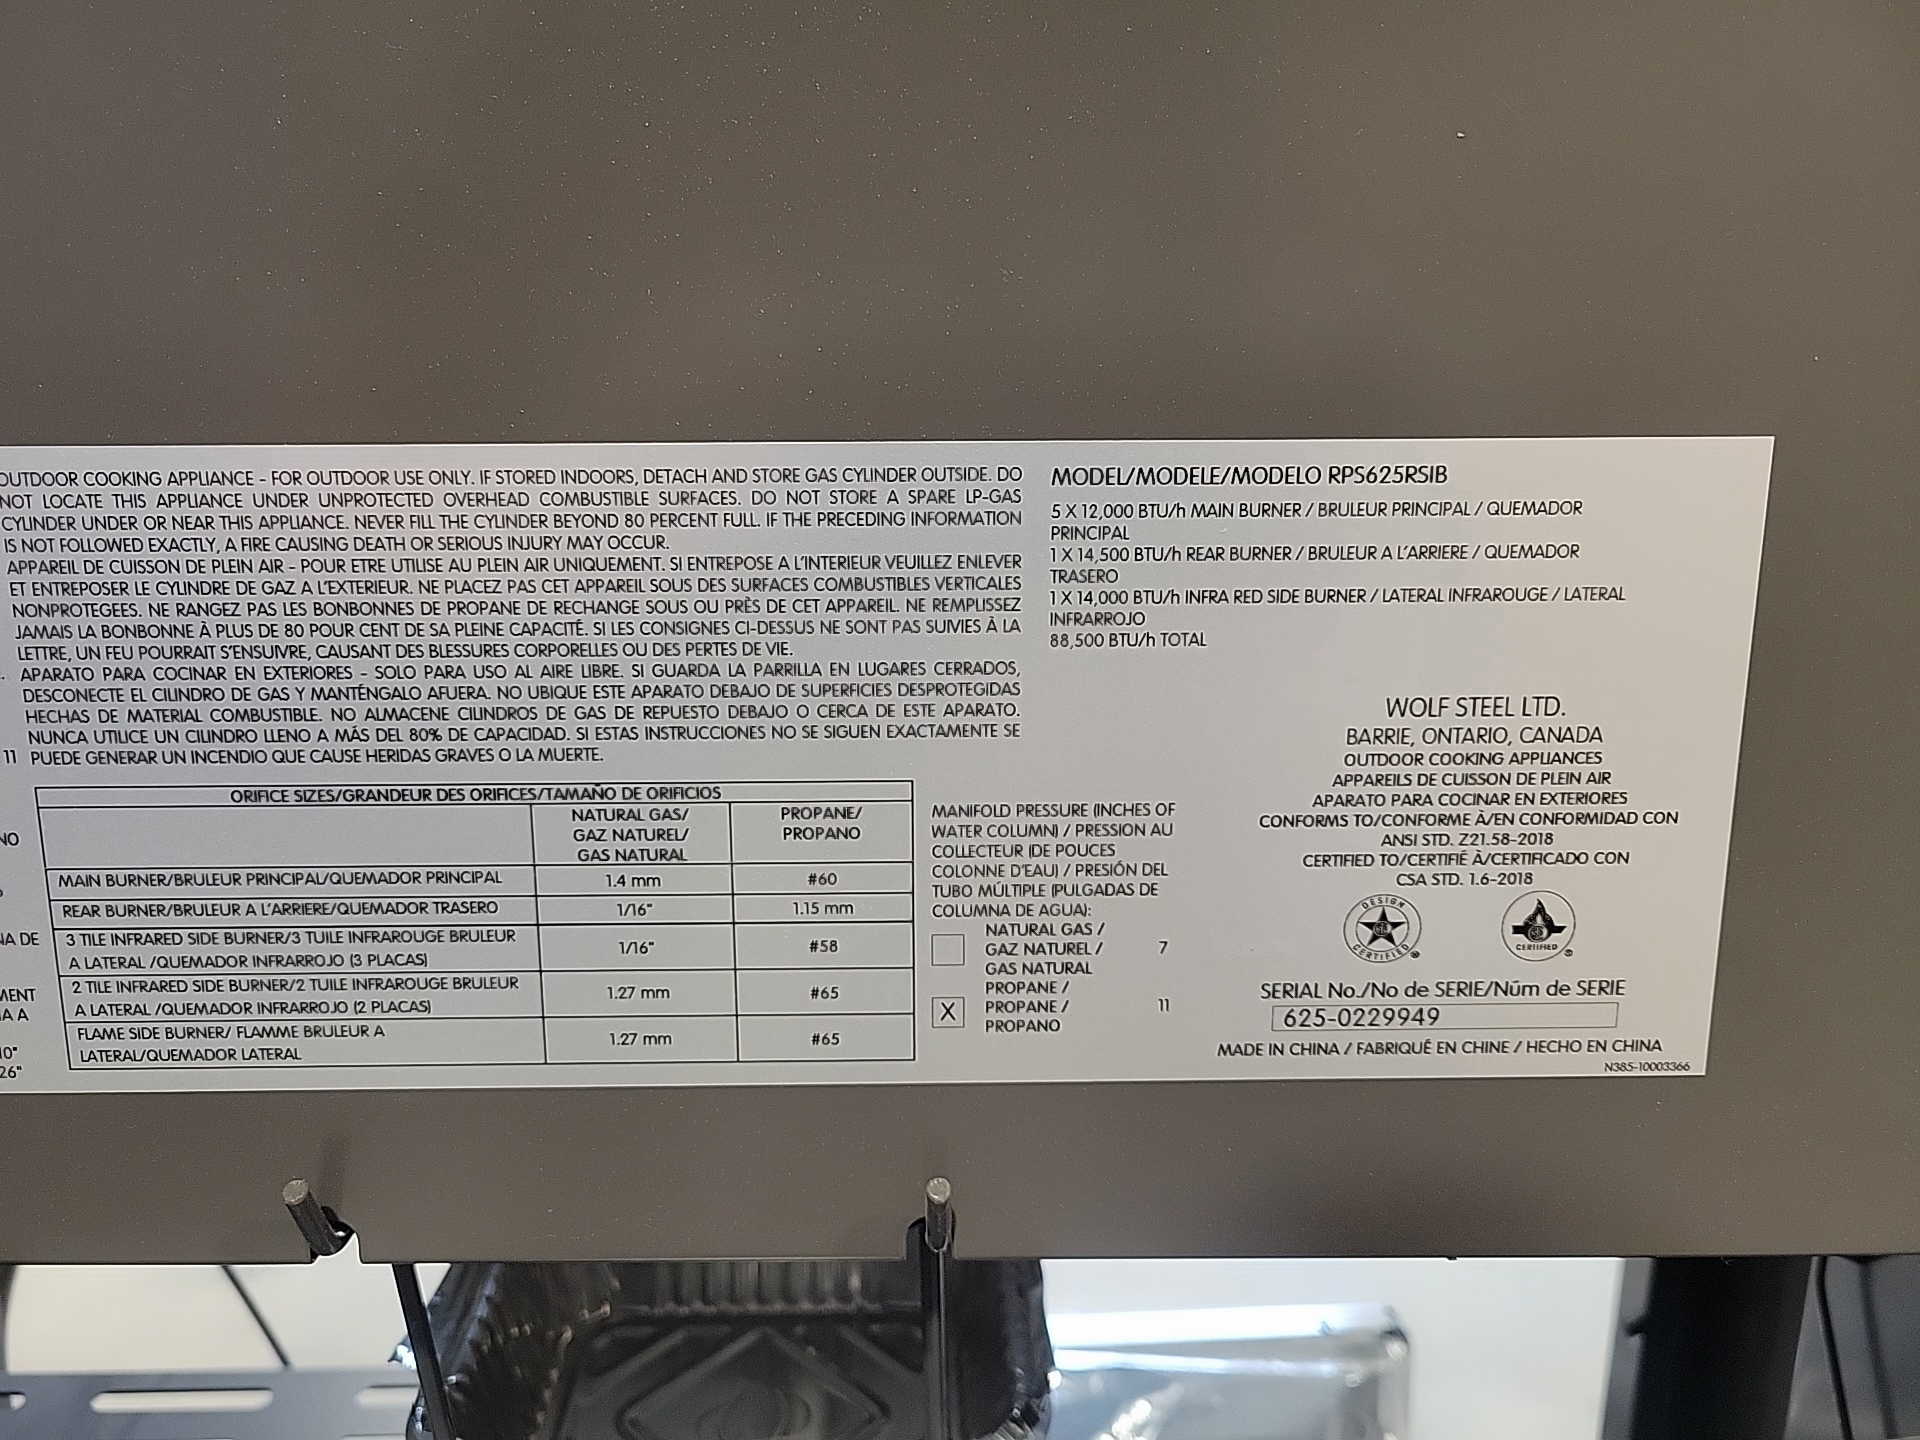 OUTDOOR COOKING APPLIANCE - FOR OUTDOOR USE ONLY. IF STORED INDOORS, DETACH AND STORE GAS CYLINDER OUTSIDE. DO
NOT LOCATE THIS APPLIANCE UNDER UNPROTECTED OVERHEAD COMBUSTIBLE SURFACES. DO NOT STORE A SPARE LP-GAS
CYLINDER UNDER OR NEAR THIS APPLIANCE. NEVER FILL THE CYLINDER BEYOND 80 PERCENT FULL. IF THE PRECEDING INFORMATION
IS NOT FOLLOWED EXACTLY, A FIRE CAUSING DEATH OR SERIOUS INJURY MAY OCCUR.
APPAREIL DE CUISSON DE PLEIN AIR - POUR ETRE UTILISE AU PLEIN AIR UNIQUEMENT. SI ENTREPOSE A L'INTERIEUR VEUILLEZ ENLEVER
ET ENTREPOSER LE CYLINDRE DE GAZ A L'EXTERIEUR. NE PLACEZ PAS CET APPAREIL SOUS DES SURFACES COMBUSTIBLES VERTICALES
NONPROTEGEES. NE RANGEZ PAS LES BONBONNES DE PROPANE DE RECHANGE SOUS OU PRÈS DE CET APPAREIL. NE REMPLISSEZ
JAMAIS LA BONBONNE À PLUS DE 80 POUR CENT DE SA PLEINE CAPACITÉ. SI LES CONSIGNES CI-DESSUS NE SONT PAS SUIVIES À LA
LETTRE, UN FEU POURRAIT S'ENSUIVRE, CAUSANT DES BLESSURES CORPORELLES OU DES PERTES DE VIE.
APARATO PARA COCINAR EN EXTERIORES - SOLO PARA USO AL AIRE LIBRE. SI GUARDA LA PARRILLA EN LUGARES CERRADOS,
DESCONECTE EL CILINDRO DE GAS Y MANTÉNGALO AFUERA. NO UBIQUE ESTE APARATO DEBAJO DE SUPERFICIES DESPROTEGIDAS
HECHAS DE MATERIAL COMBUSTIBLE. NO ALMACENE CILINDROS DE GAS DE REPUESTO DEBAJO O CERCA DE ESTE APARATO.
NUNCA UTILICE UN CILINDRO LLENO A MÁS DEL 80% DE CAPACIDAD. SI ESTAS INSTRUCCIONES NO SE SIGUEN EXACTAMENTE SE
11 PUEDE GENERAR UN INCENDIO QUE CAUSE HERIDAS GRAVES O LA MUERTE.
MODEL/MODELE/MODELO RPS625RSIB
5 X 12,000 BTU/h MAIN BURNER / BRULEUR PRINCIPAL / QUEMADOR
PRINCIPAL
1 X 14,500 BTU/h REAR BURNER / BRULEUR A L'ARRIERE / QUEMADOR
TRASERO
1 X 14,000 BTU/h INFRA RED SIDE BURNER / LATERAL INFRAROUGE / LATERAL
INFRARROJO
88,500 BTU/h TOTAL
NO
NA DE
MENT
IA A
10"
26"
ORIFICE SIZES/GRANDEUR DES ORIFICES/TAMAÑO DE ORIFICIOS
NATURAL GAS/
GAZ NATUREL/
GAS NATURAL
PROPANE/
PROPANO
MAIN BURNER/BRULEUR PRINCIPAL/QUEMADOR PRINCIPAL 1.4 mm #60
REAR BURNER/BRULEUR A L'ARRIERE/QUEMADOR TRASERO 1/16" 1.15 mm
3 TILE INFRARED SIDE BURNER/3 TUILE INFRAROUGE BRULEUR
A LATERAL /QUEMADOR INFRARROJO (3 PLACAS) 1/16" #58
2 TILE INFRARED SIDE BURNER/2 TUILE INFRAROUGE BRULEUR
A LATERAL /QUEMADOR INFRARROJO (2 PLACAS) 1.27 mm #65
FLAME SIDE BURNER/ FLAMME BRULEUR A
LATERAL/QUEMADOR LATERAL 1.27 mm #65
MANIFOLD PRESSURE (INCHES OF
WATER COLUMN) / PRESSION AU
COLLECTEUR (DE POUCES
COLONNE D'EAU) / PRESIÓN DEL
TUBO MÚLTIPLE (PULGADAS DE
COLUMNA DE AGUA):
NATURAL GAS /
GAZ NATUREL / 7
GAS NATURAL
PROPANE /
X PROPANE / 11
PROPANO
WOLF STEEL LTD.
BARRIE, ONTARIO, CANADA
OUTDOOR COOKING APPLIANCES
APPAREILS DE CUISSON DE PLEIN AIR
APARATO PARA COCINAR EN EXTERIORES
CONFORMS TO/CONFORME À/EN CONFORMIDAD CON
ANSI STD. Z21.58-2018
CERTIFIED TO/CERTIFIÉ À/CERTIFICADO CON
CSA STD. 1.6-2018
DESIGN
CERTIFIED
CERTIFIED
SERIAL No./No de SERIE/Núm de SERIE
625-0229949
MADE IN CHINA / FABRIQUÉ EN CHINE / HECHO EN CHINA
N385-10003366